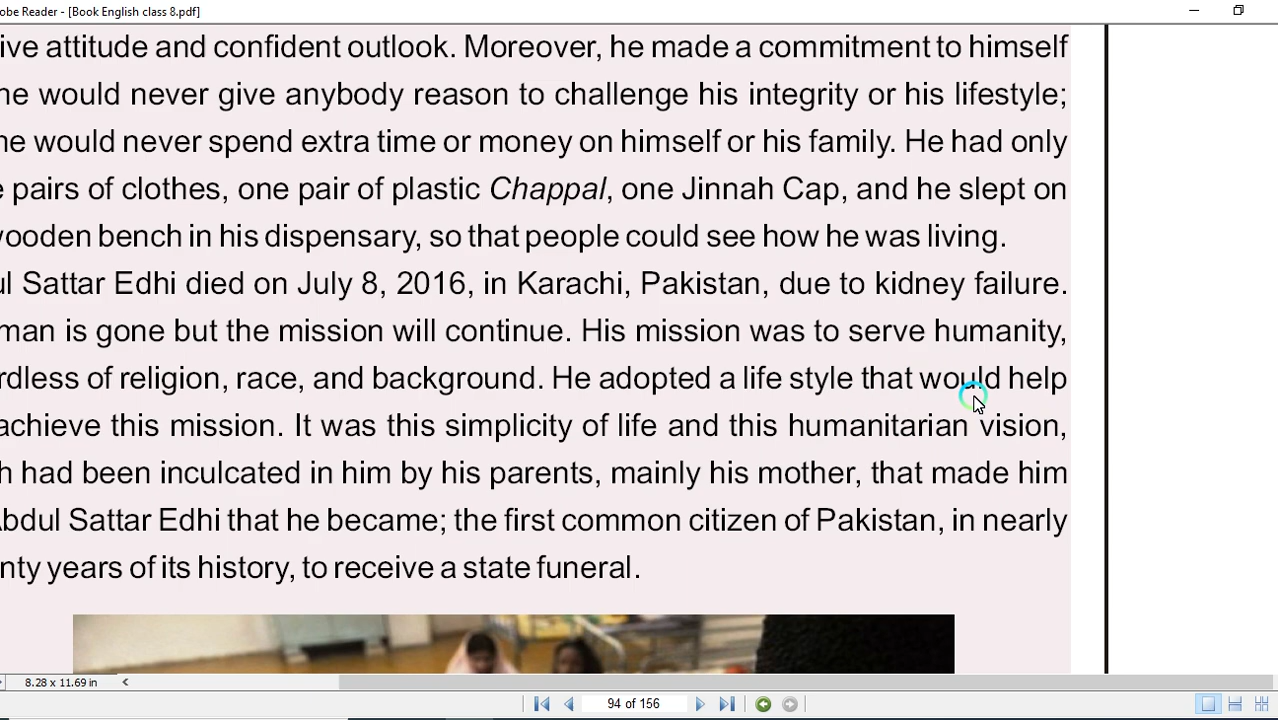 obe Reader - [Book English class 8.pdf]
ive attitude and confident outlook. Moreover, he made a commitment to himself
he would never give anybody reason to challenge his integrity or his lifestyle;
he would never spend extra time or money on himself or his family. He had only
e pairs of clothes, one pair of plastic Chappal, one Jinnah Cap, and he slept on
wooden bench in his dispensary, so that people could see how he was living.
ul Sattar Edhi died on July 8, 2016, in Karachi, Pakistan, due to kidney failure.
man is gone but the mission will continue. His mission was to serve humanity,
rdless of religion, race, and background. He adopted a life style that would help
achieve this mission. It was this simplicity of life and this humanitarian vision,
h had been inculcated in him by his parents, mainly his mother, that made him
Abdul Sattar Edhi that he became; the first common citizen of Pakistan, in nearly
nty years of its history, to receive a state funeral.
8.28 x 11.69 in
94 of 156